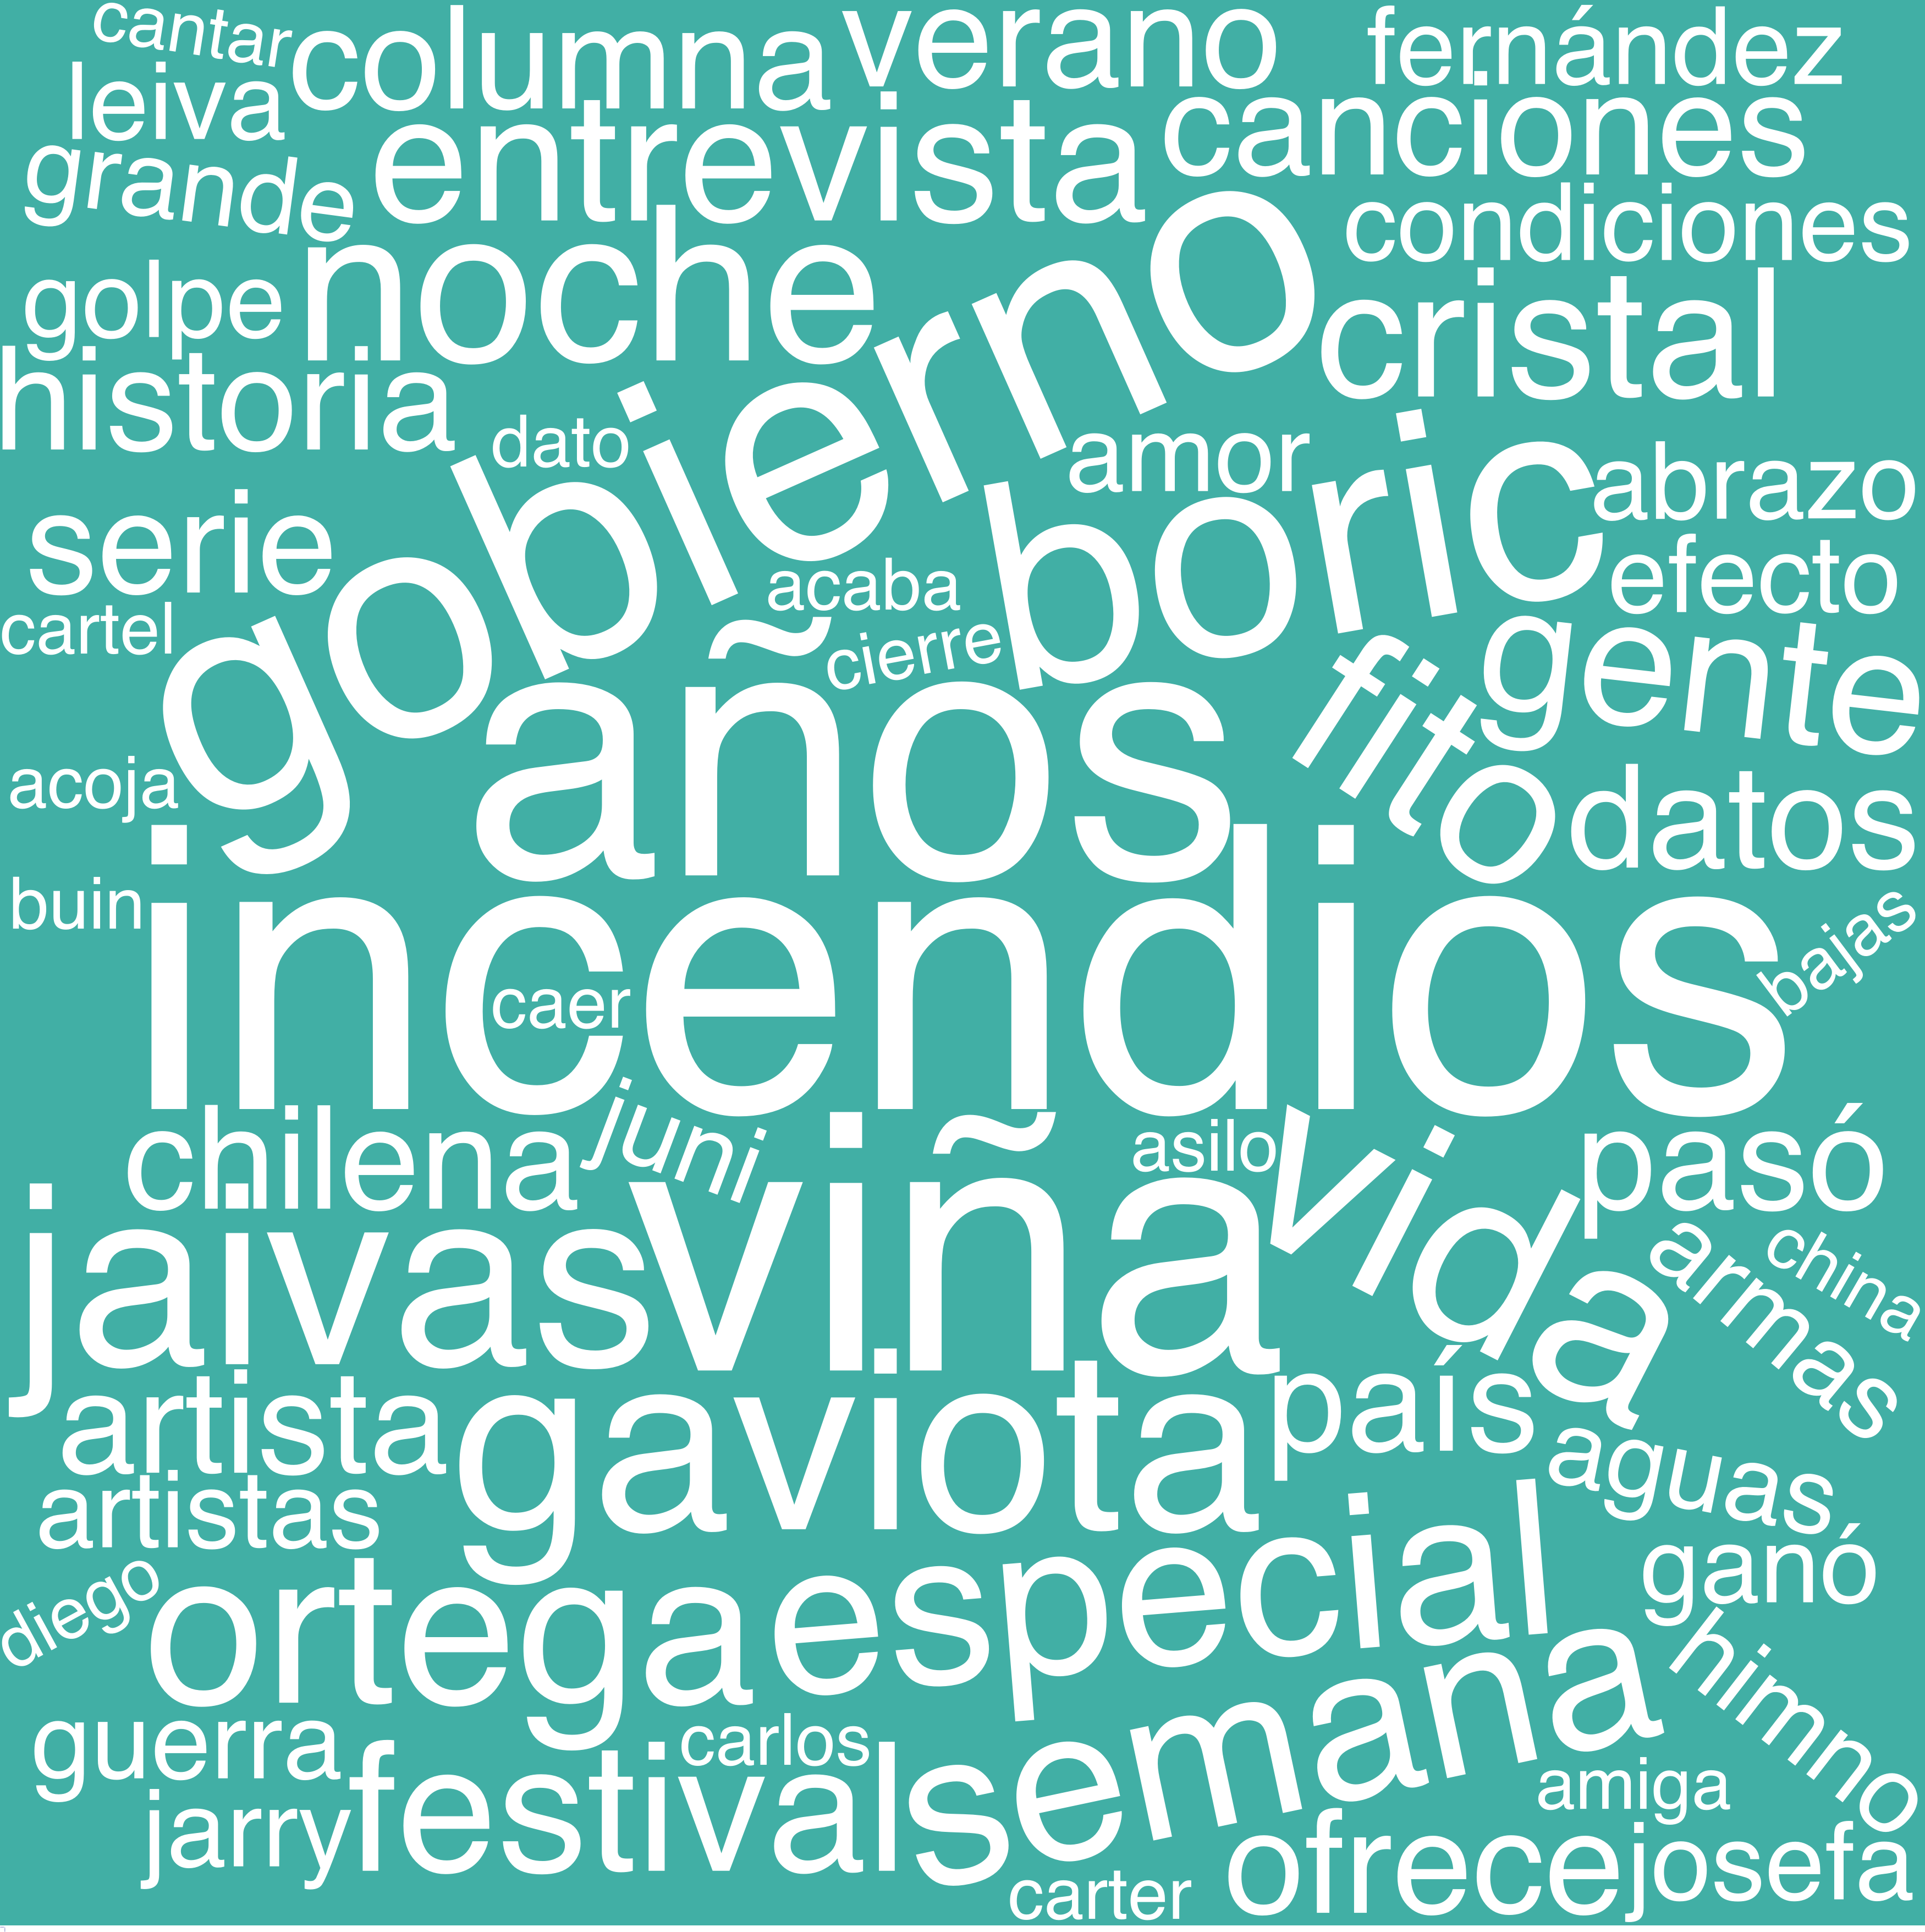 cantar columna verano fernández
leiva entrevista canciones
grande condiciones
golpe noche gobierno cristal
historia dato amor boric abrazo
serie acaba efecto
cartel cierre gente
años fito
acoja datos
buin incendios bajas
caer
chilena juni asilo vida pasó
jaivas viña armas china
artista gaviota país aguas
artistas ganó
diego ortega especial himno
guerra carlos semana amiga
jarry festival
carter ofrece josefa